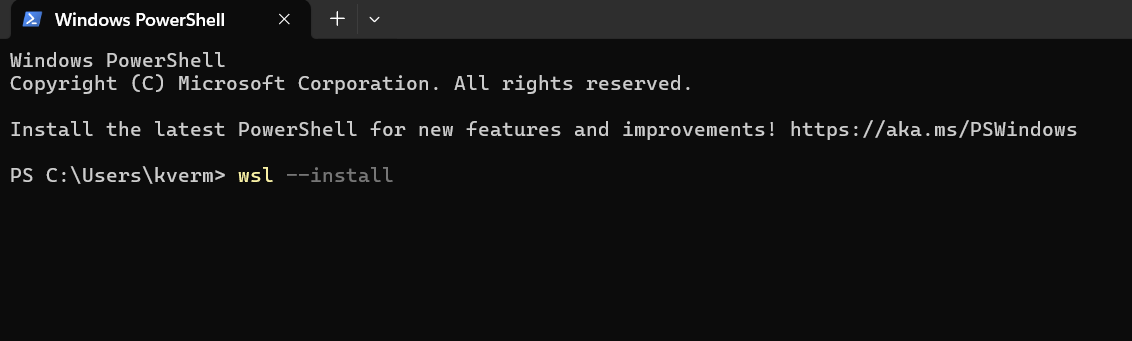 Windows PowerShell
Windows PowerShell
Copyright (C) Microsoft Corporation. All rights reserved.
Install the latest PowerShell for new features and improvements! https://aka.ms/PSWindows
PS C:\Users\kverm> wsl --install